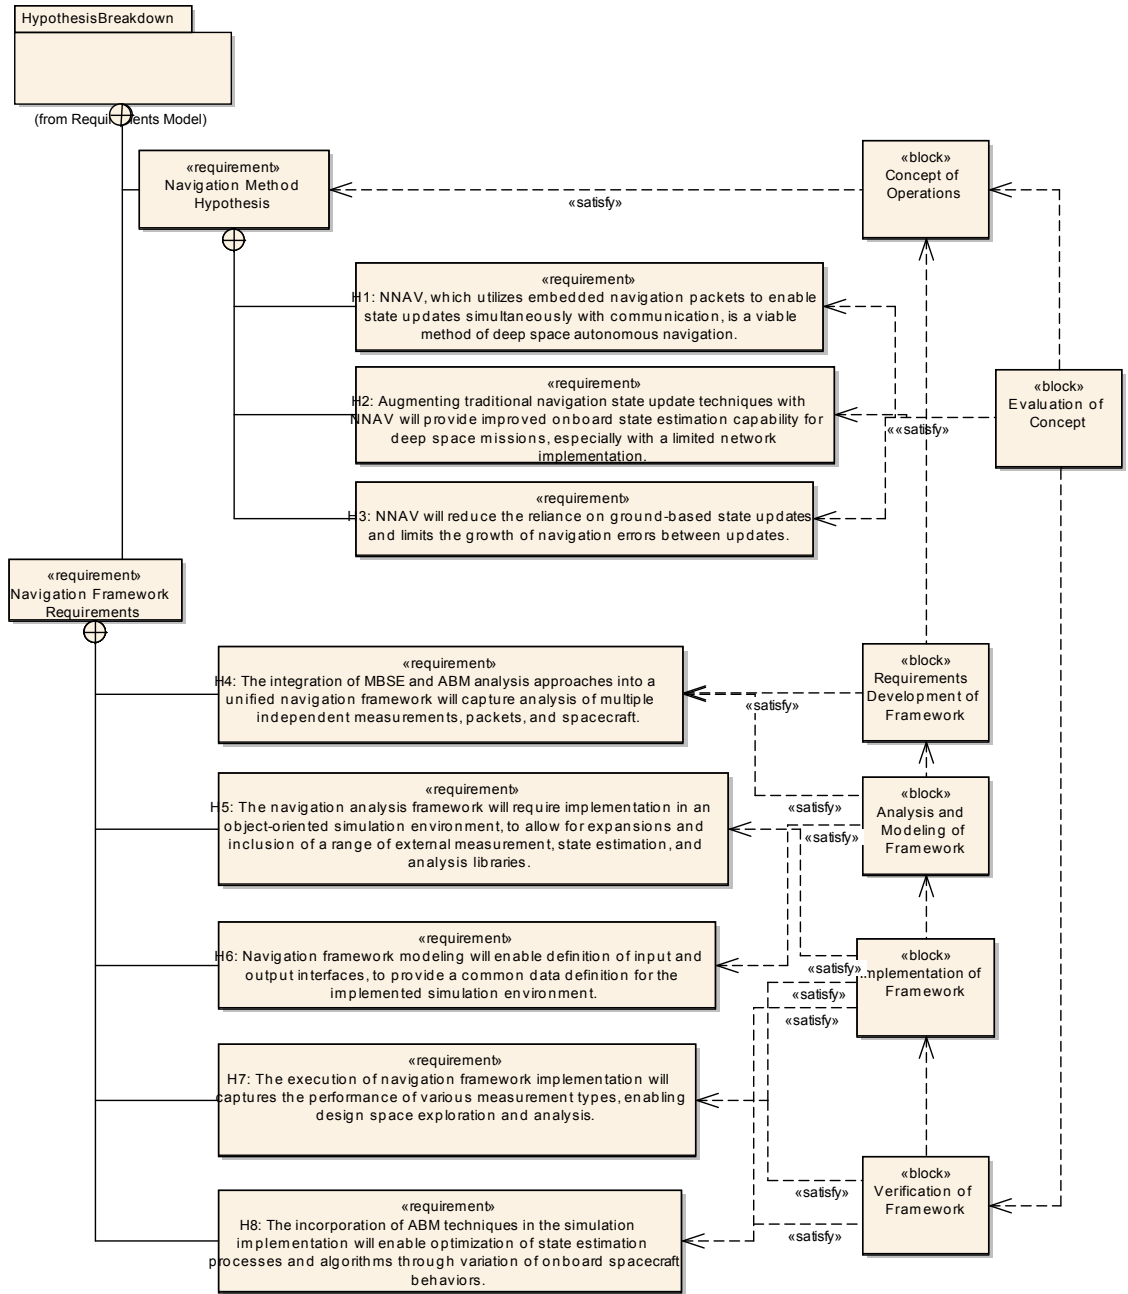 HypothesisBreakdown
(from Requirements Model)
«requirement»
Navigation Method
Hypothesis
«block»
Concept of
Operations
«satisfy»
«requirement»
H1: NNAV, which utilizes embedded navigation packets to enable
state updates simultaneously with communication, is a viable
method of deep space autonomous navigation.
«requirement»
H2: Augmenting traditional navigation state update techniques with
NNAV will provide improved onboard state estimation capability for
deep space missions, especially with a limited network
implementation.
«block»
Evaluation of
Concept
««satisfy»
«requirement»
H3: NNAV will reduce the reliance on ground-based state updates
and limits the growth of navigation errors between updates.
«requirement»
Navigation Framework
Requirements
«requirement»
H4: The integration of MBSE and ABM analysis approaches into a
unified navigation framework will capture analysis of multiple
independent measurements, packets, and spacecraft.
«block»
Requirements
Development of
Framework
«satisfy»
«requirement»
H5: The navigation analysis framework will require implementation in an
object-oriented simulation environment, to allow for expansions and
inclusion of a range of external measurement, state estimation, and
analysis libraries.
«block»
Analysis and
Modeling of
Framework
«satisfy»
«satisfy»
«requirement»
H6: Navigation framework modeling will enable definition of input and
output interfaces, to provide a common data definition for the
implemented simulation environment.
«block»
Implementation of
Framework
«satisfy»
«satisfy»
«satisfy»
«requirement»
H7: The execution of navigation framework implementation will
captures the performance of various measurement types, enabling
design space exploration and analysis.
«block»
Verification of
Framework
«satisfy»
«satisfy»
«requirement»
H8: The incorporation of ABM techniques in the simulation
implementation will enable optimization of state estimation
processes and algorithms through variation of onboard spacecraft
behaviors.